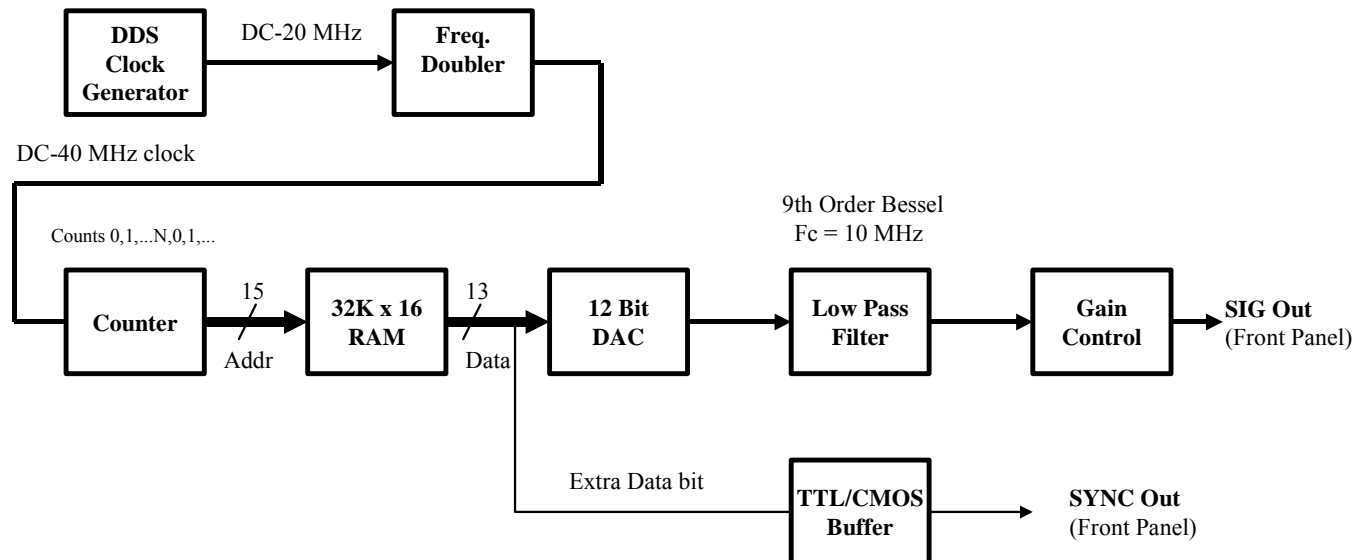 DDS
Clock
Generator
DC-20 MHz
Freq.
Doubler
DC-40 MHz clock
9th Order Bessel
Fc = 10 MHz
Counts 0,1,...N,0,1,...
Counter
15
Addr
32K x 16
RAM
13
Data
12 Bit
DAC
Low Pass
Filter
Gain
Control
SIG Out
(Front Panel)
Extra Data bit
TTL/CMOS
Buffer
SYNC Out
(Front Panel)